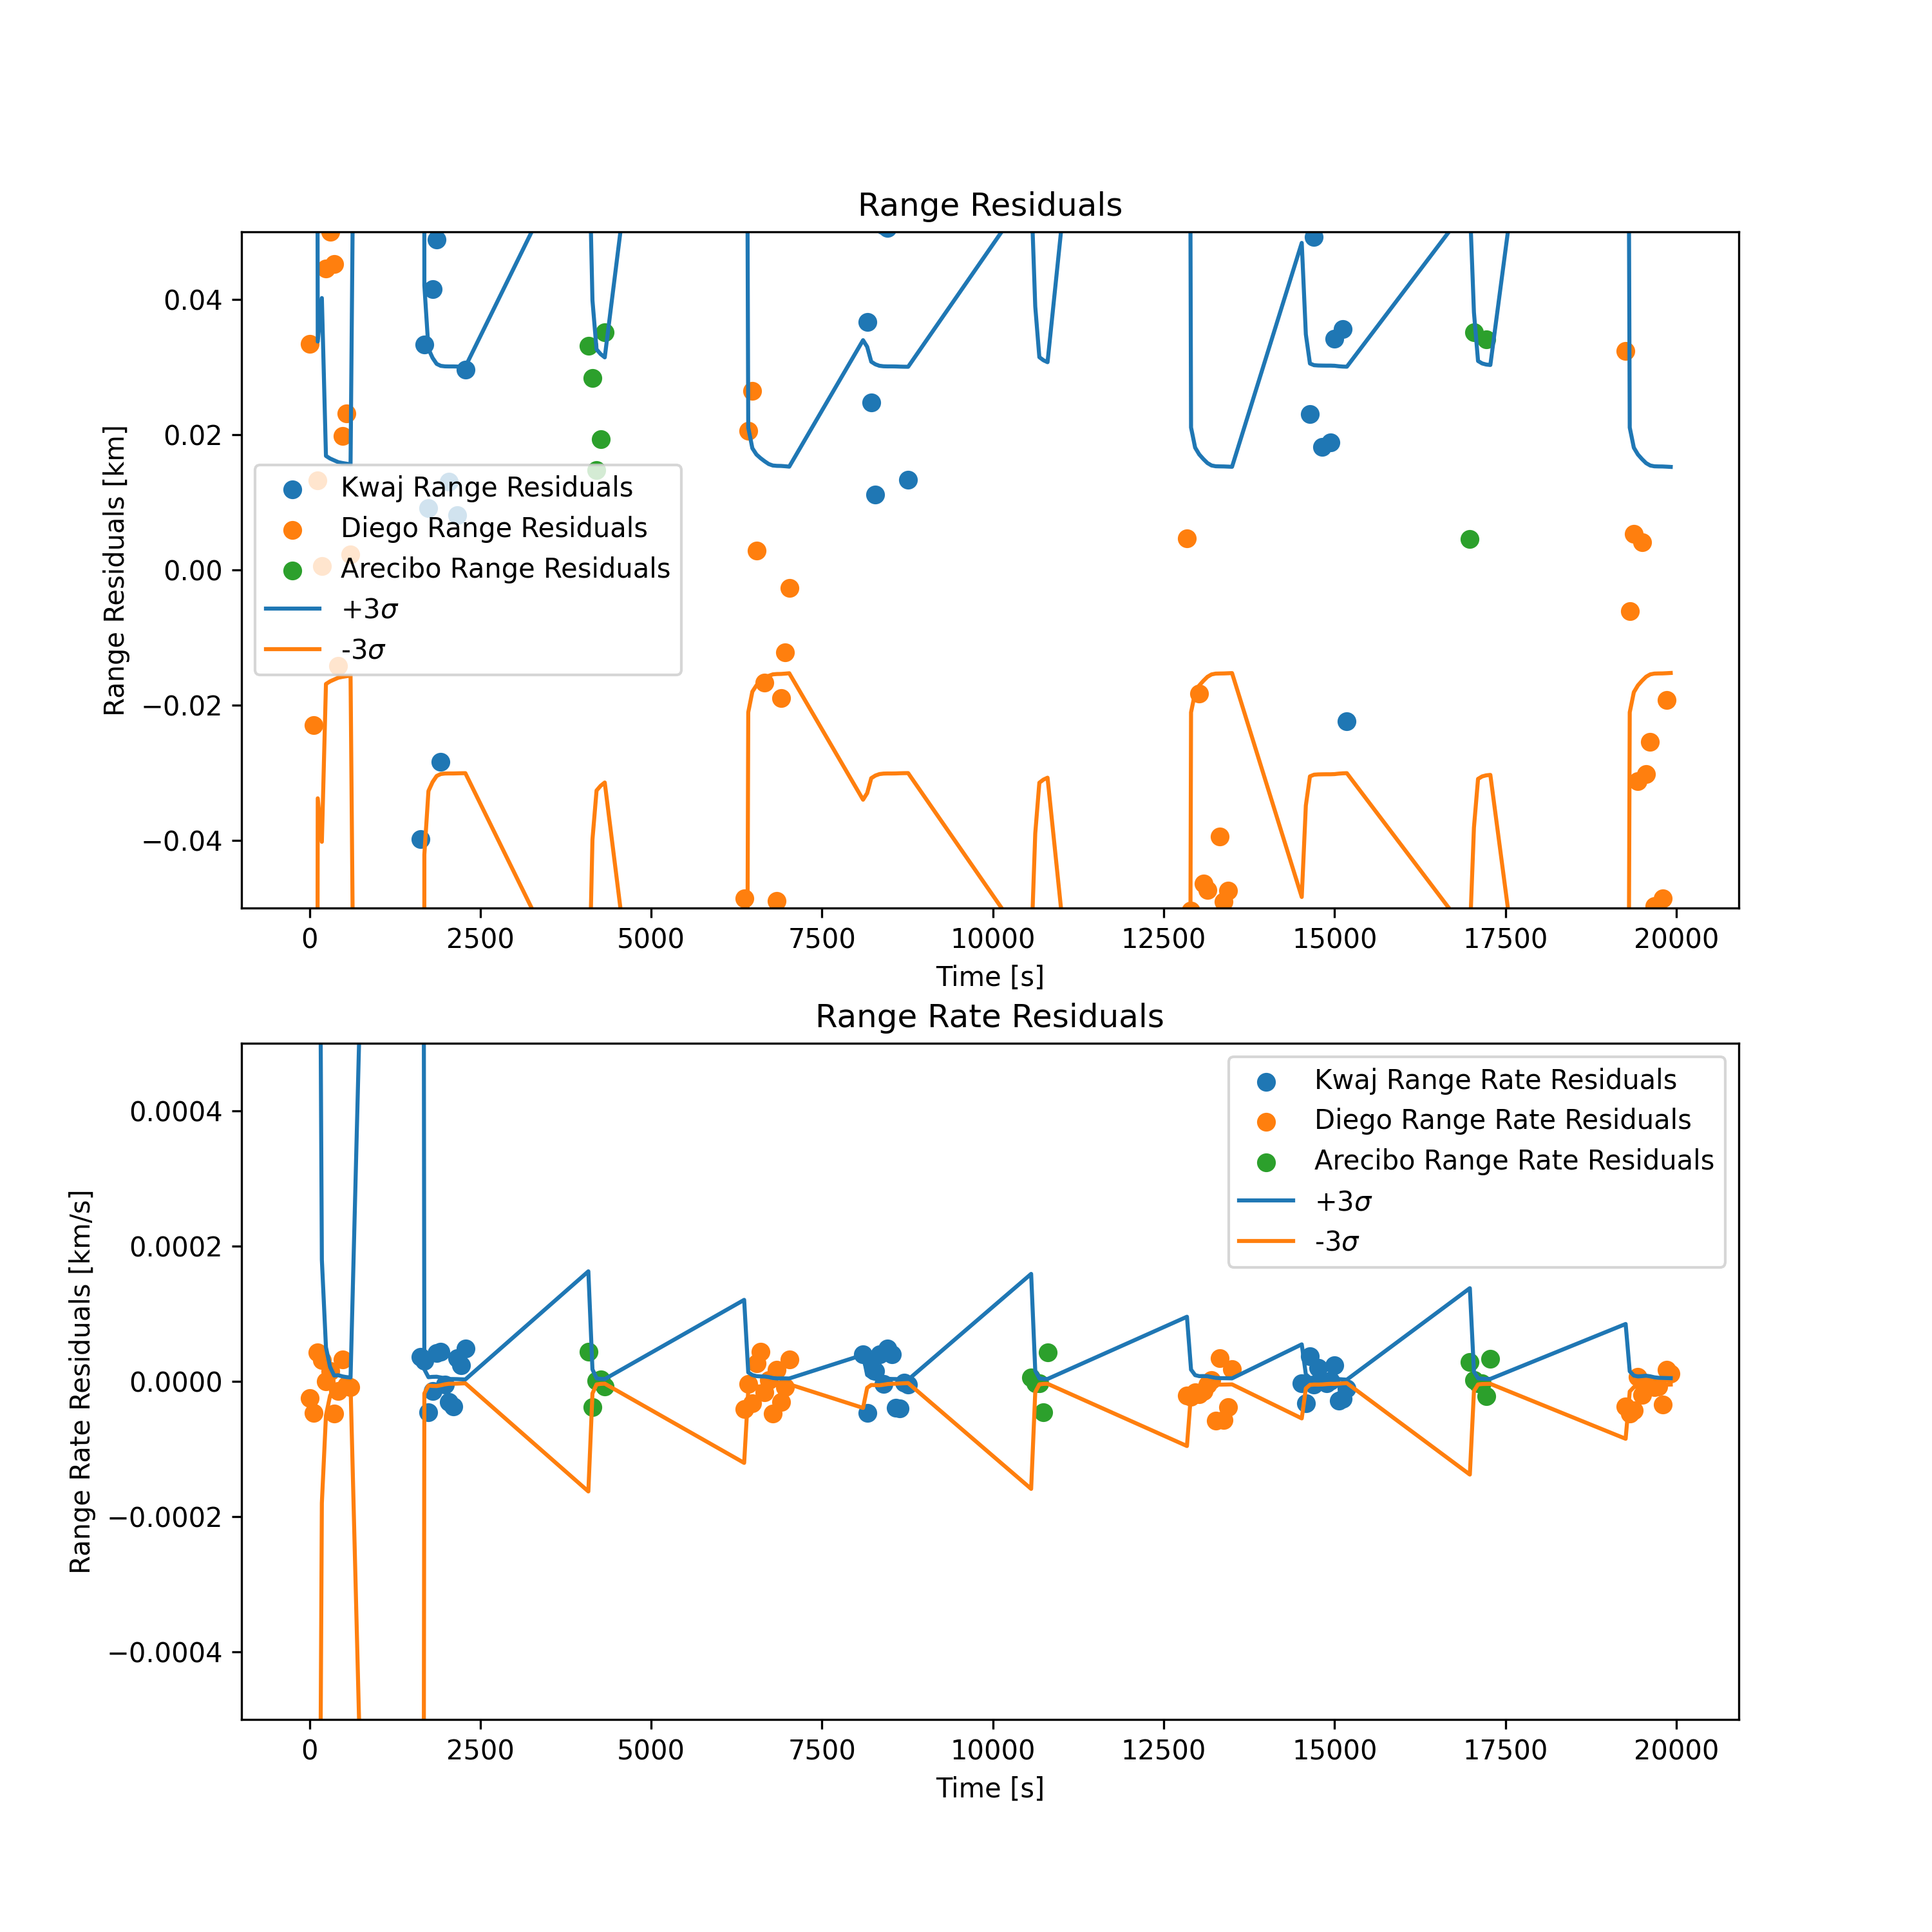 Range Residuals
Range Residuals [km]
0.04
0.02
0.00
−0.02
−0.04
Kwaj Range Residuals
Diego Range Residuals
Arecibo Range Residuals
+3σ
-3σ
0 2500 5000 7500 10000 12500 15000 17500 20000
Time [s]
Range Rate Residuals
Range Rate Residuals [km/s]
0.0004
0.0002
0.0000
−0.0002
−0.0004
Kwaj Range Rate Residuals
Diego Range Rate Residuals
Arecibo Range Rate Residuals
+3σ
-3σ
0 2500 5000 7500 10000 12500 15000 17500 20000
Time [s]